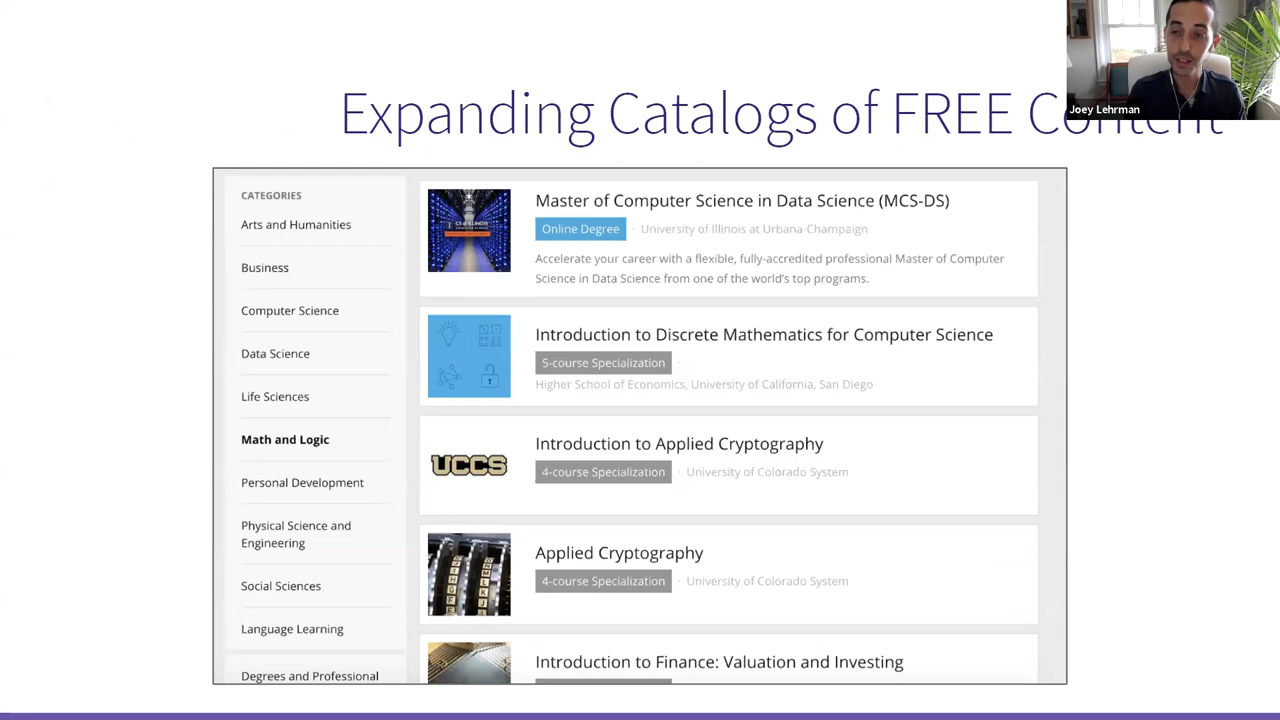 Expanding Catalogs of FREE Content
Joey Lehrman
CATEGORIES
Arts and Humanities
Business
Computer Science
Data Science
Life Sciences
Math and Logic
Personal Development
Physical Science and
Engineering
Social Sciences
Language Learning
Degrees and Professional
Master of Computer Science in Data Science (MCS-DS)
Online Degree · University of Illinois at Urbana-Champaign
Accelerate your career with a flexible, fully-accredited professional Master of Computer
Science in Data Science from one of the world's top programs.
Introduction to Discrete Mathematics for Computer Science
5-course Specialization ·
Higher School of Economics, University of California, San Diego
UCCS
Introduction to Applied Cryptography
4-course Specialization · University of Colorado System
Applied Cryptography
4-course Specialization · University of Colorado System
Introduction to Finance: Valuation and Investing